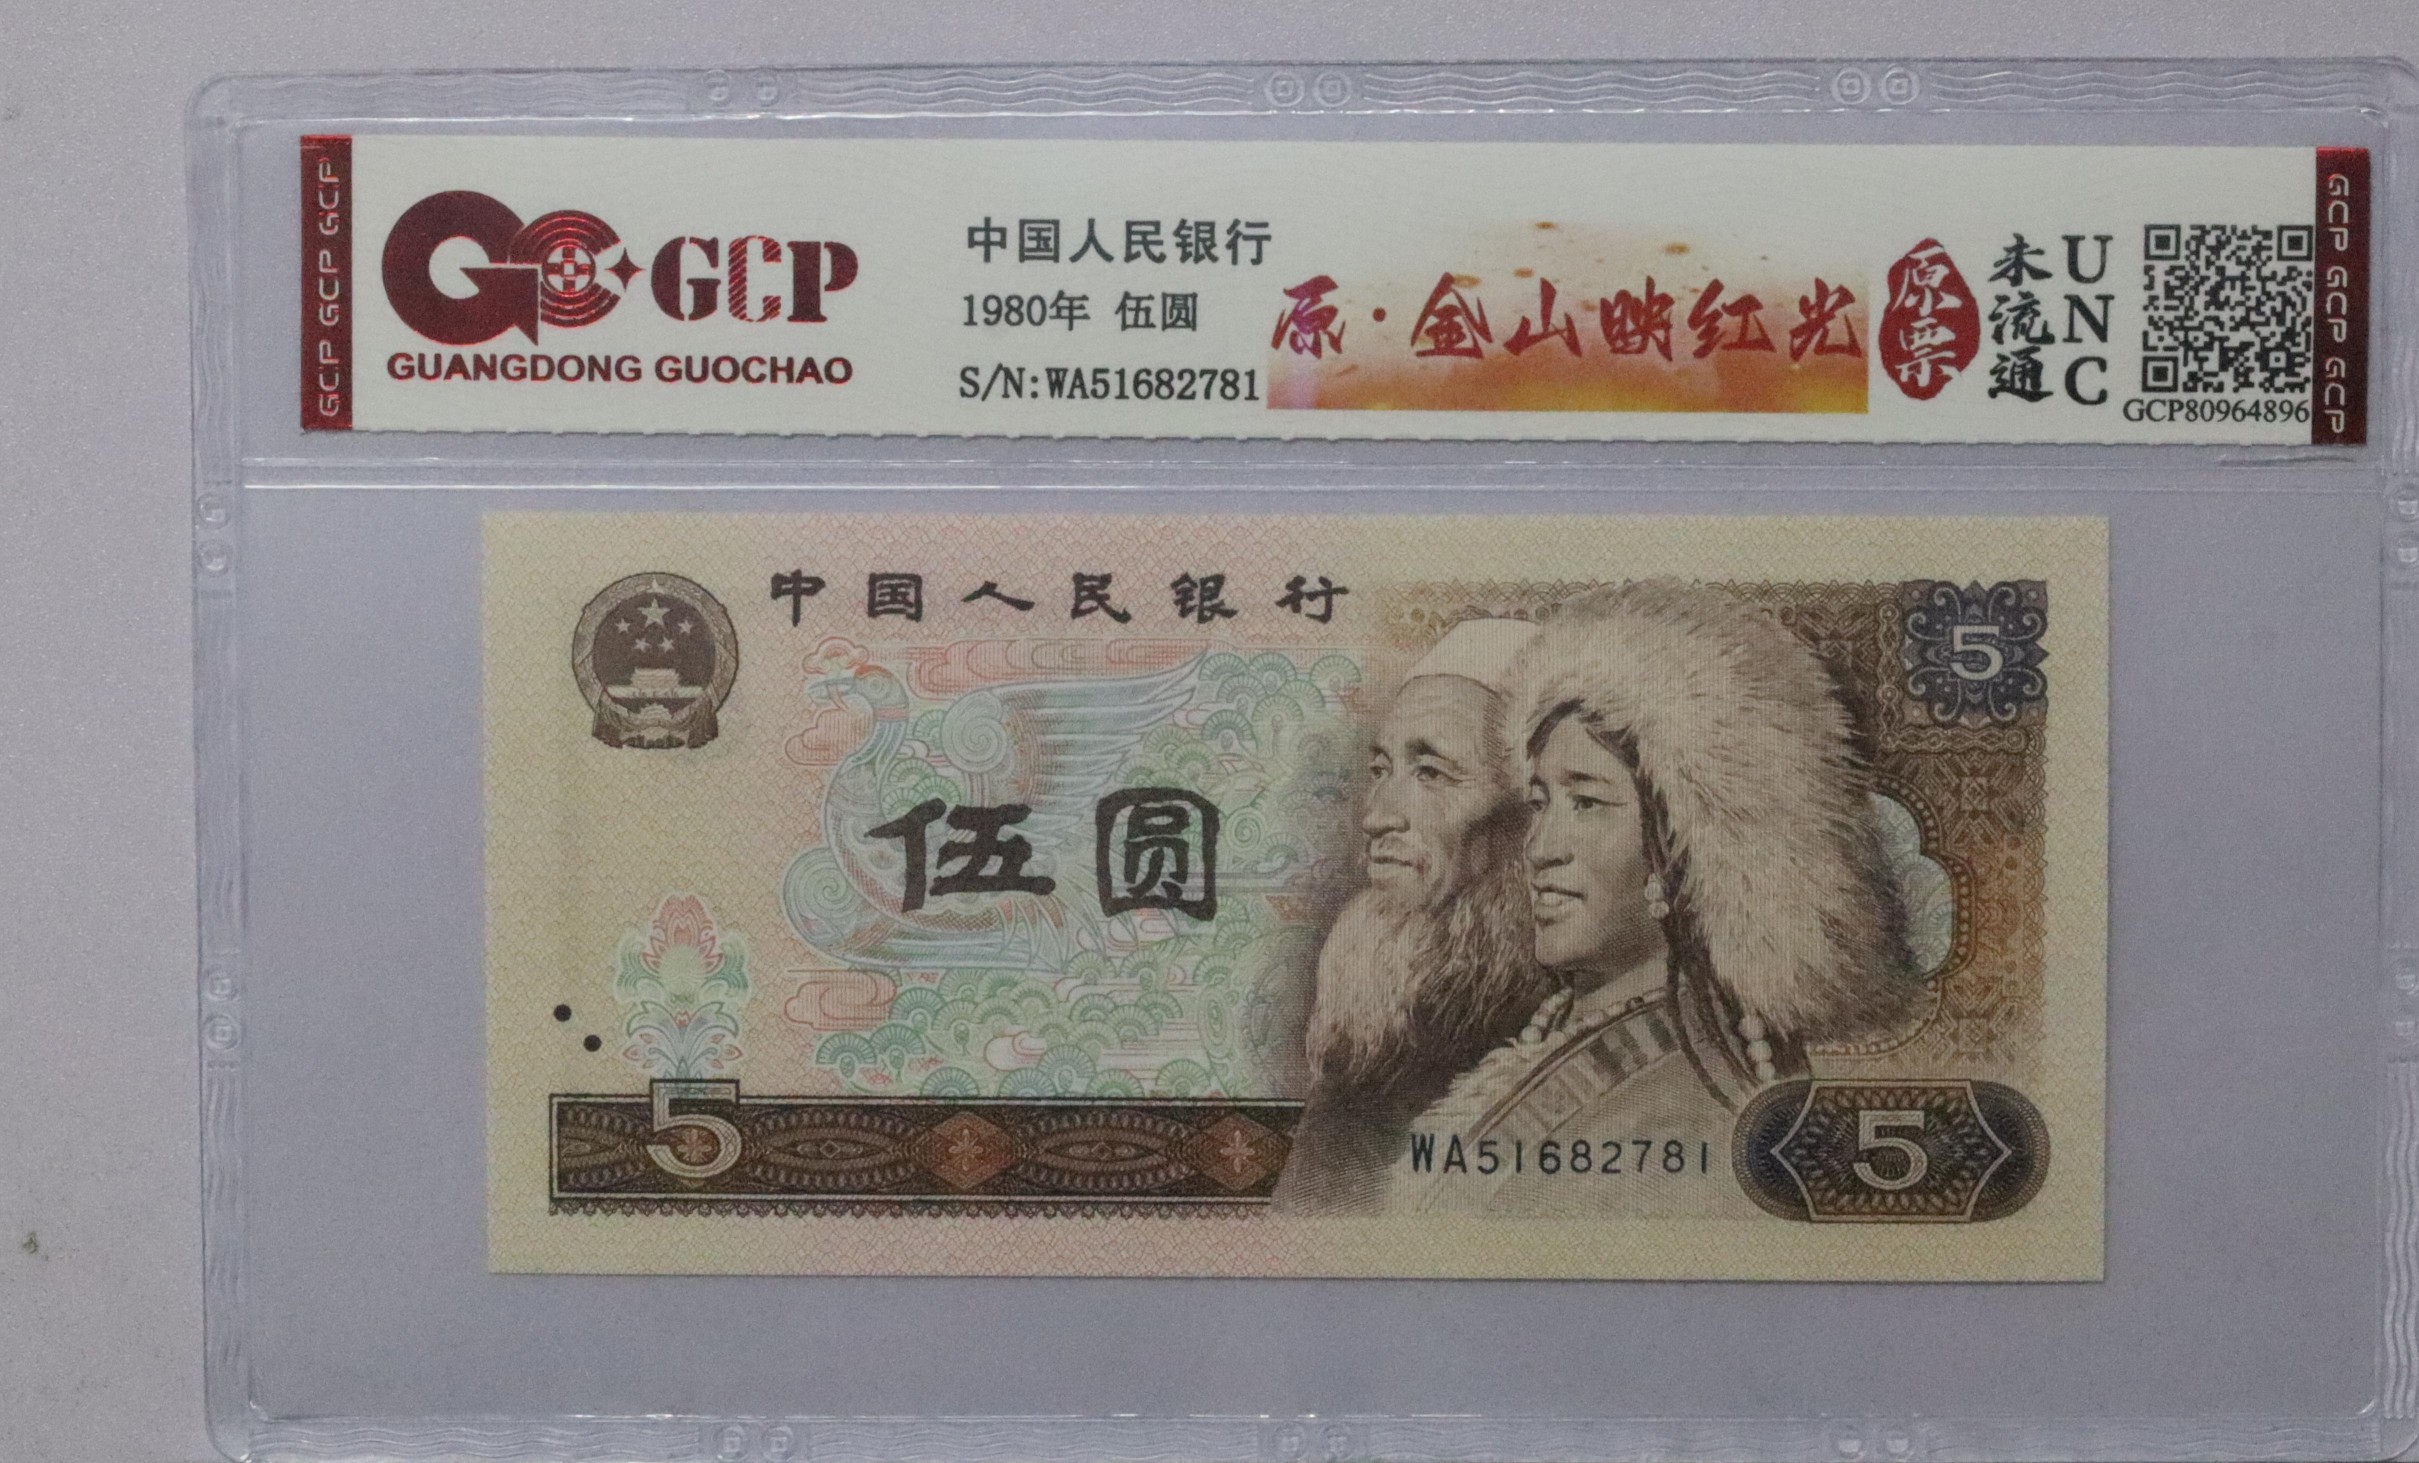 GCP GCP GCP
GCP
GUANGDONG GUOCHAO
中国人民银行
1980年 伍圆
S/N:WA51682781
原·金山映红光
原票
未流通
UNC
GCP80964896
GCP GCP GCP
中国人民银行
5
伍圆
5
WA51682781
5